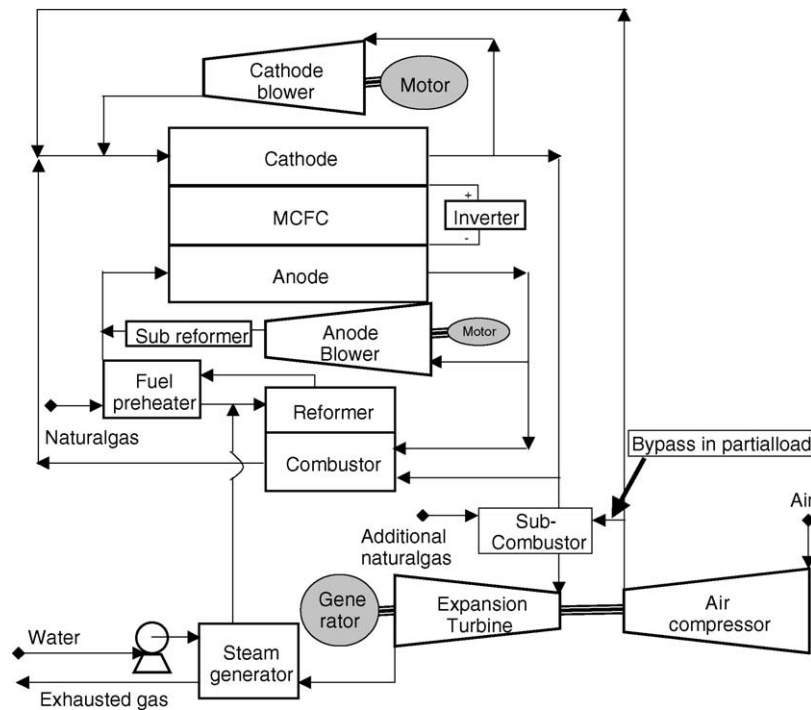 Cathode
blower
Motor
Cathode
+
MCFC
Inverter
-
Anode
Sub reformer
Anode
Blower
Motor
Fuel
preheater
Reformer
Naturalgas
Combustor
Bypass in partialload
Air
Additional
naturalgas
Sub-
Combustor
Gene
rator
Expansion
Turbine
Air
compressor
Water
Steam
generator
Exhausted gas